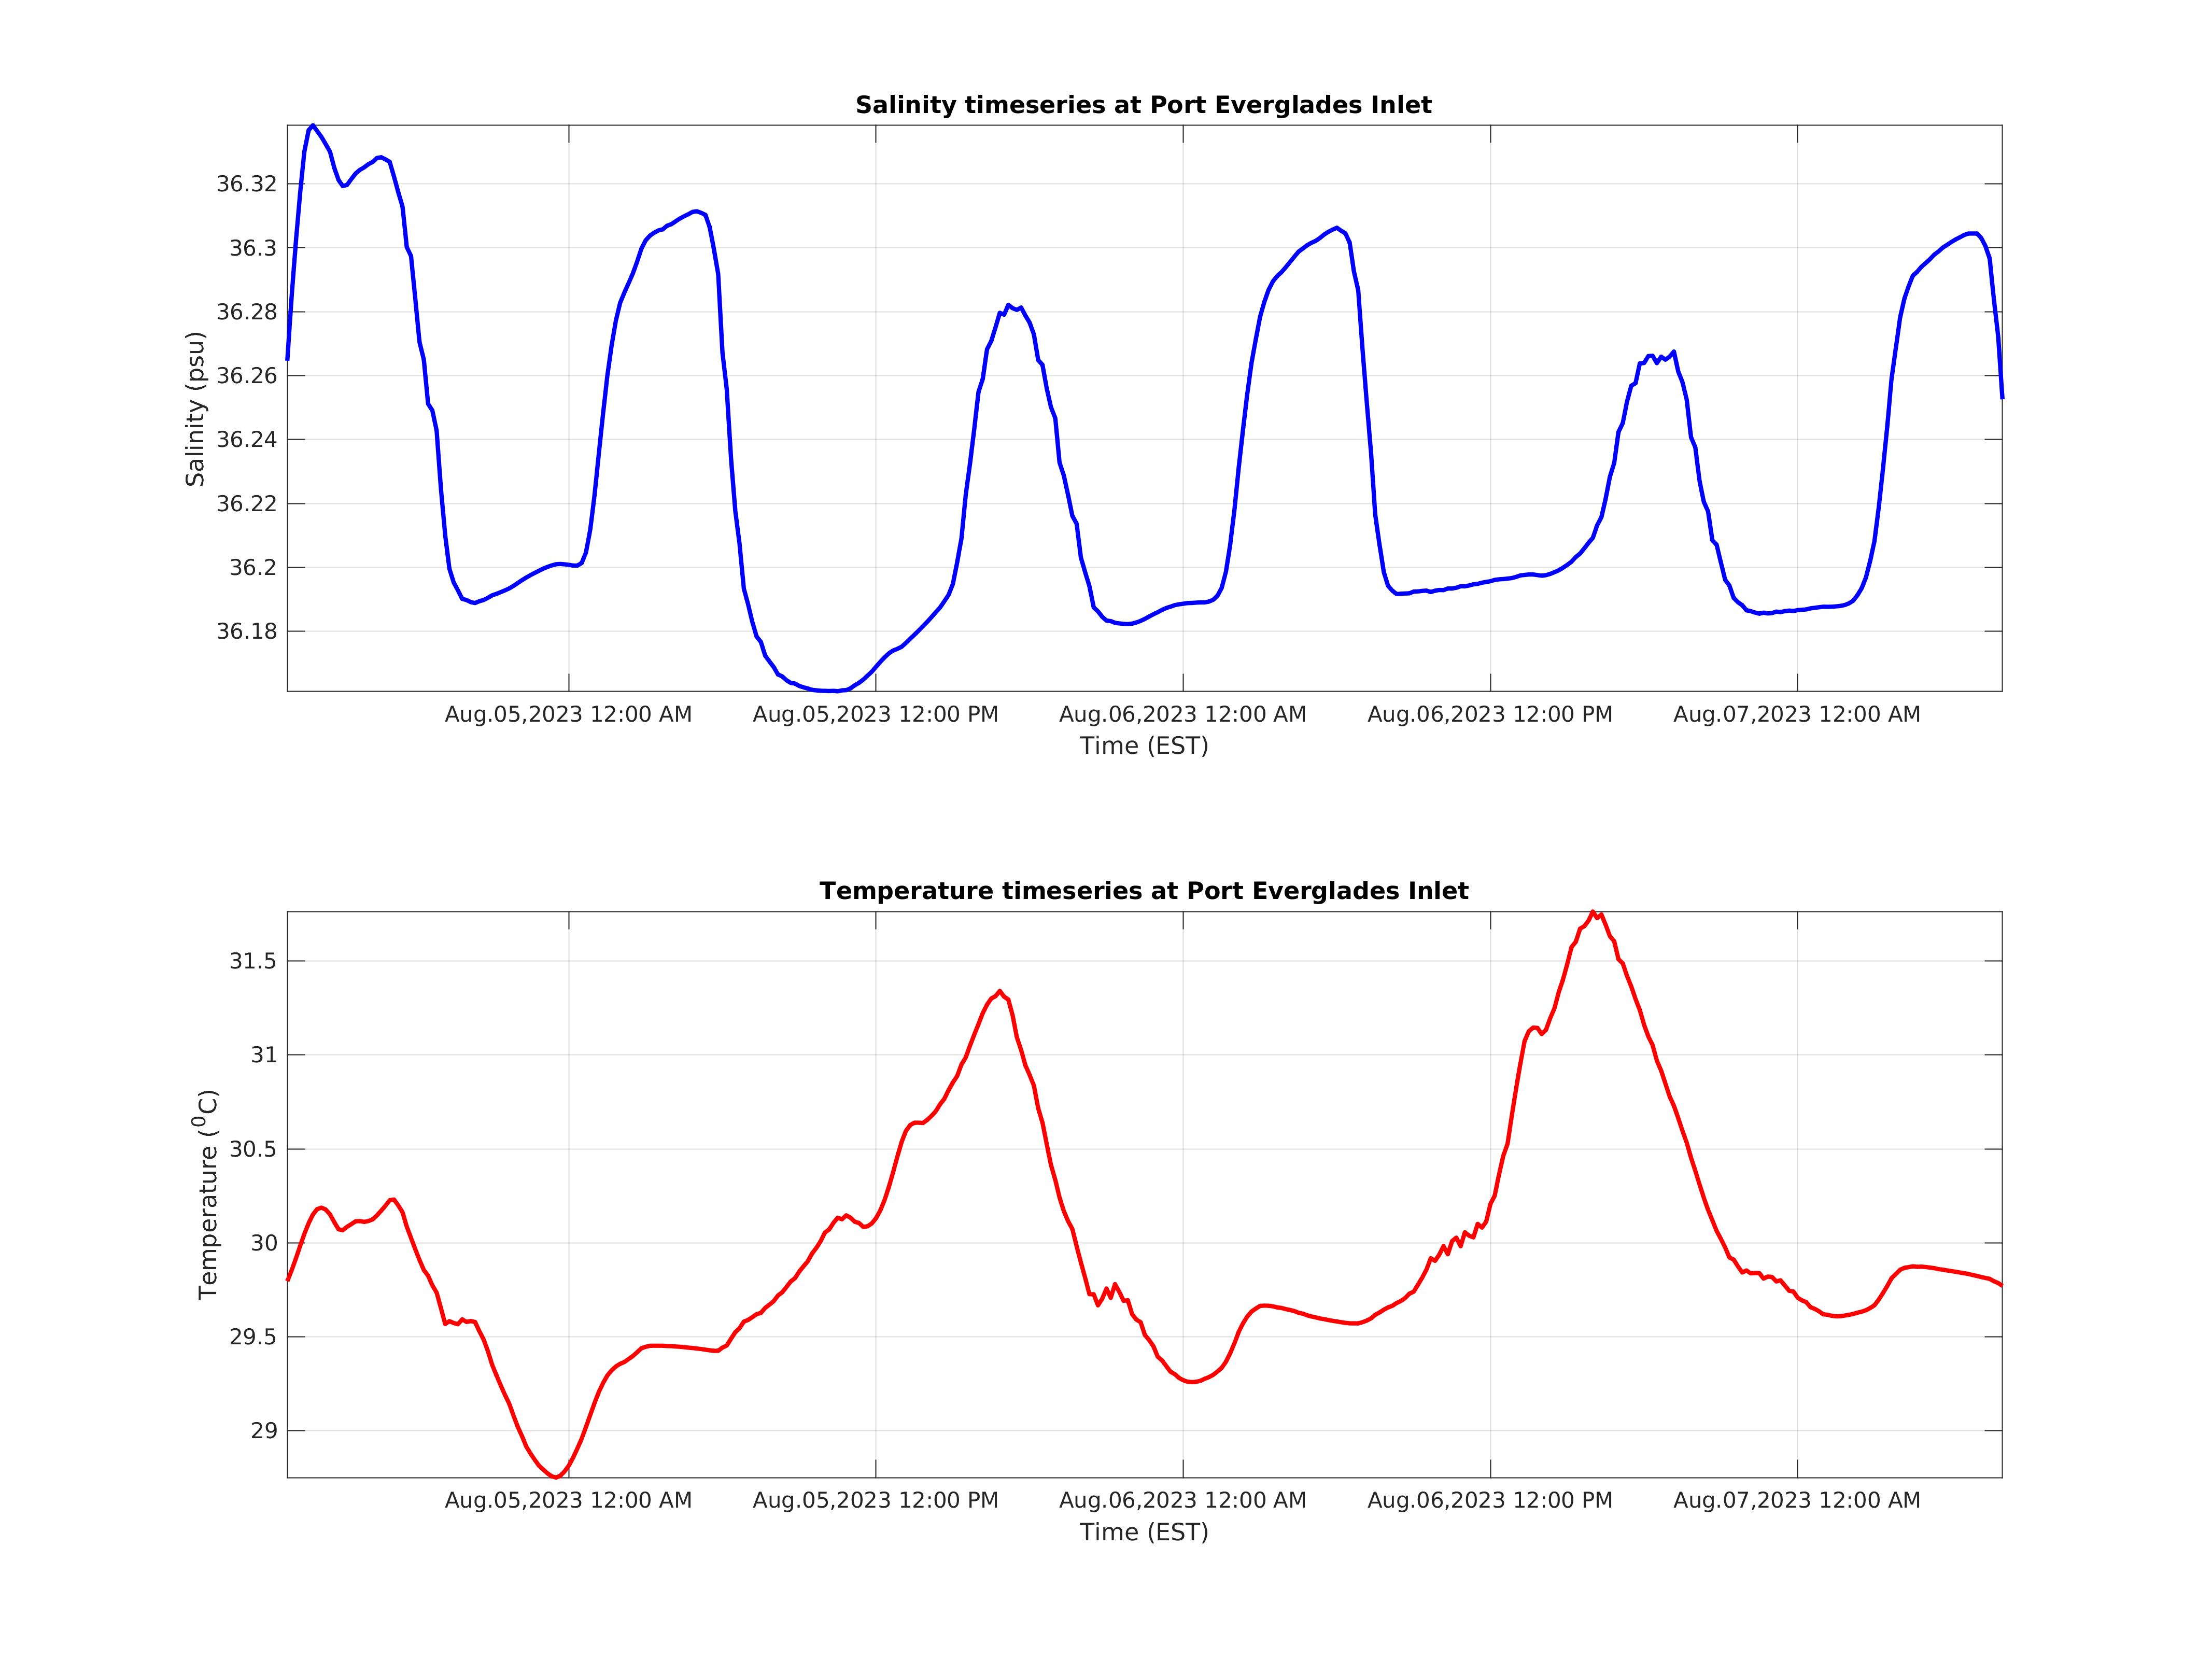 Salinity timeseries at Port Everglades Inlet
36.32
36.3
36.28
36.26
36.24
36.22
36.2
36.18
Salinity (psu)
Aug.05,2023 12:00 AM Aug.05,2023 12:00 PM Aug.06,2023 12:00 AM Aug.06,2023 12:00 PM Aug.07,2023 12:00 AM
Time (EST)
Temperature timeseries at Port Everglades Inlet
31.5
31
30.5
30
29.5
29
Temperature (⁰C)
Aug.05,2023 12:00 AM Aug.05,2023 12:00 PM Aug.06,2023 12:00 AM Aug.06,2023 12:00 PM Aug.07,2023 12:00 AM
Time (EST)